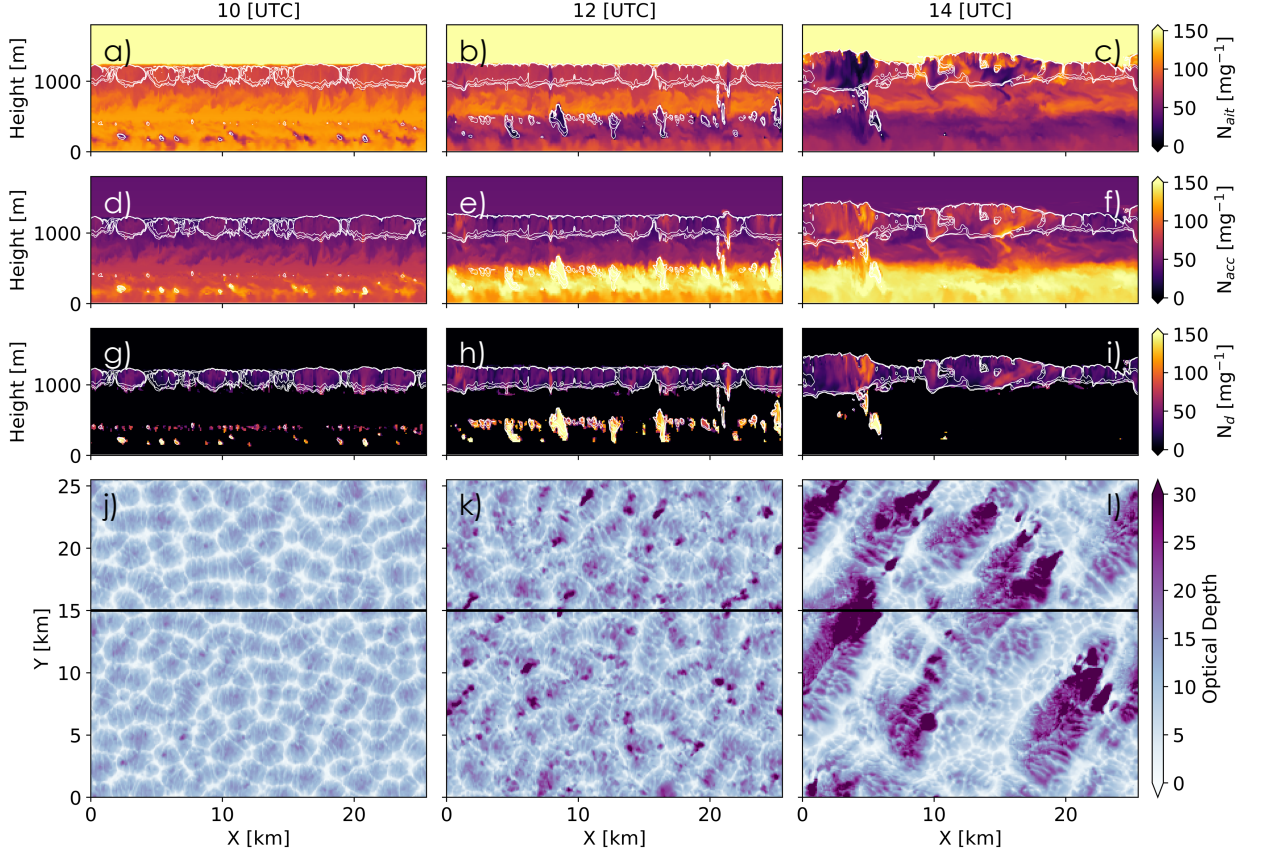 10 [UTC] 12 [UTC] 14 [UTC]
a) b) c)
Height [m] 1000 0
150 100 50 0 N_ait [mg⁻¹]
d) e) f)
Height [m] 1000 0
150 100 50 0 N_acc [mg⁻¹]
g) h) i)
Height [m] 1000 0
150 100 50 0 N_d [mg⁻¹]
j) k) l)
Y [km] 25 20 15 10 5 0
30 25 20 15 10 5 0 Optical Depth
0 10 20 0 10 20 0 10 20
X [km] X [km] X [km]